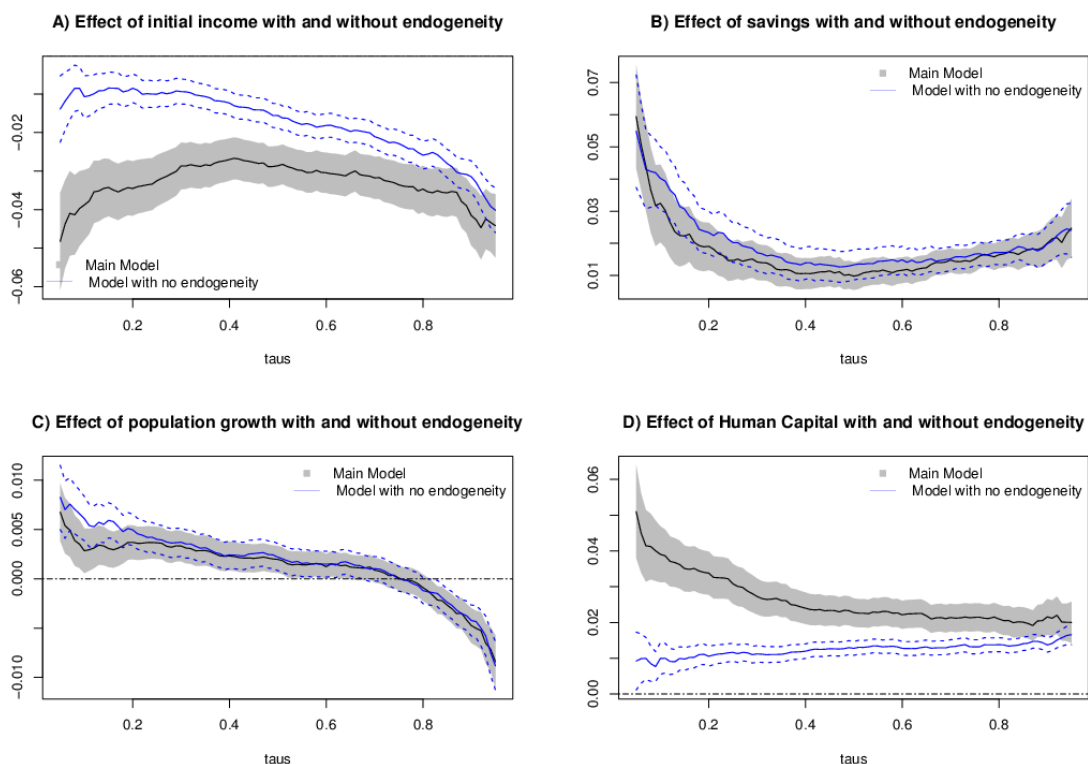 A) Effect of initial income with and without endogeneity
-0.02
-0.04
-0.06
Main Model
Model with no endogeneity
0.2 0.4 0.6 0.8
taus
B) Effect of savings with and without endogeneity
0.07
0.05
0.03
0.01
Main Model
Model with no endogeneity
0.2 0.4 0.6 0.8
taus
C) Effect of population growth with and without endogeneity
0.010
0.005
0.000
-0.010
Main Model
Model with no endogeneity
0.2 0.4 0.6 0.8
taus
D) Effect of Human Capital with and without endogeneity
0.06
0.04
0.02
0.00
Main Model
Model with no endogeneity
0.2 0.4 0.6 0.8
taus